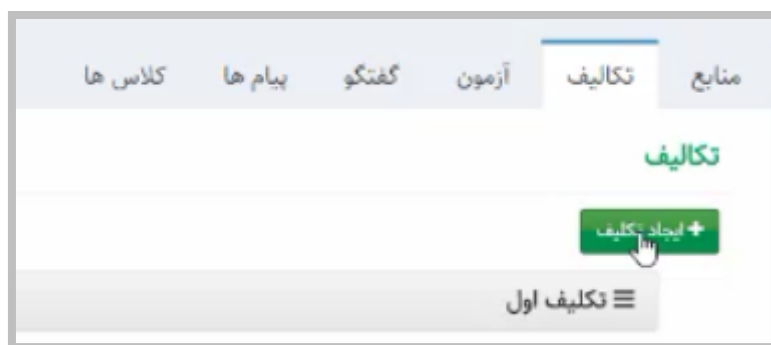 منابع تکالیف آزمون گفتگو پیام ها کلاس ها
تکالیف
+ ایجاد تکلیف
تکلیف اول